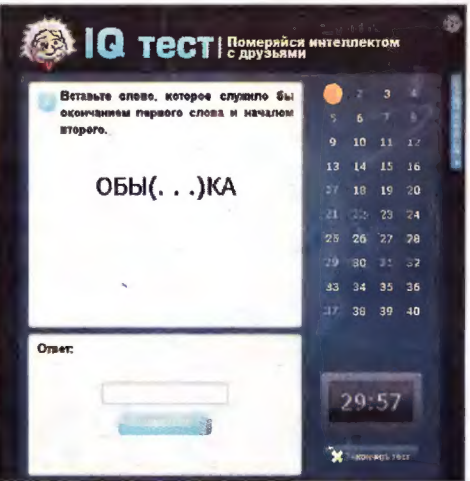 IQ тест
Померяйся интеллектом
с друзьями
Вставьте слово, которое служило бы
окончанием первого слова и началом
второго.
ОБЫ(. . .)КА
Ответ:
2 3 4
5 6 7 8
9 10 11 12
13 14 15 16
17 18 19 20
21 22 23 24
25 26 27 28
29 30 31 32
33 34 35 36
37 38 39 40
29:57